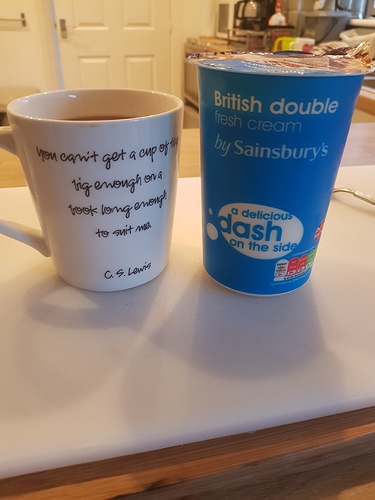 you can't get a cup of
big enough or a
book long enough
to suit me.
C. S. Lewis
British double
fresh cream
by Sainsbury's
a delicious
dash
on the side